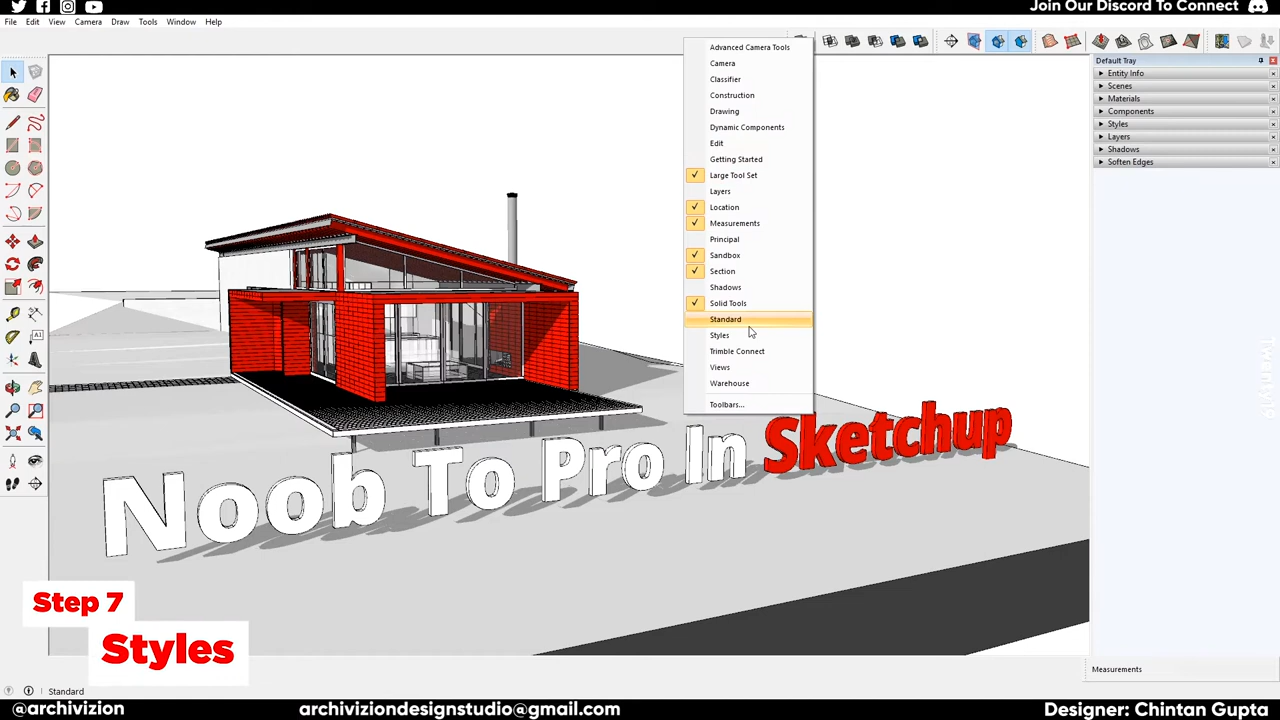 Join Our Discord To Connect
File Edit View Camera Draw Tools Window Help
Advanced Camera Tools
Camera
Classifier
Construction
Drawing
Dynamic Components
Edit
Getting Started
Large Tool Set
Layers
Location
Measurements
Principal
Sandbox
Section
Shadows
Solid Tools
Standard
Styles
Trimble Connect
Views
Warehouse
Toolbars...
Default Tray
Entity Info
Scenes
Materials
Components
Styles
Layers
Shadows
Soften Edges
AI
Noob To Pro In Sketchup
Step 7
Styles
Measurements
Standard
@archivizion archiviziondesignstudio@gmail.com Designer: Chintan Gupta